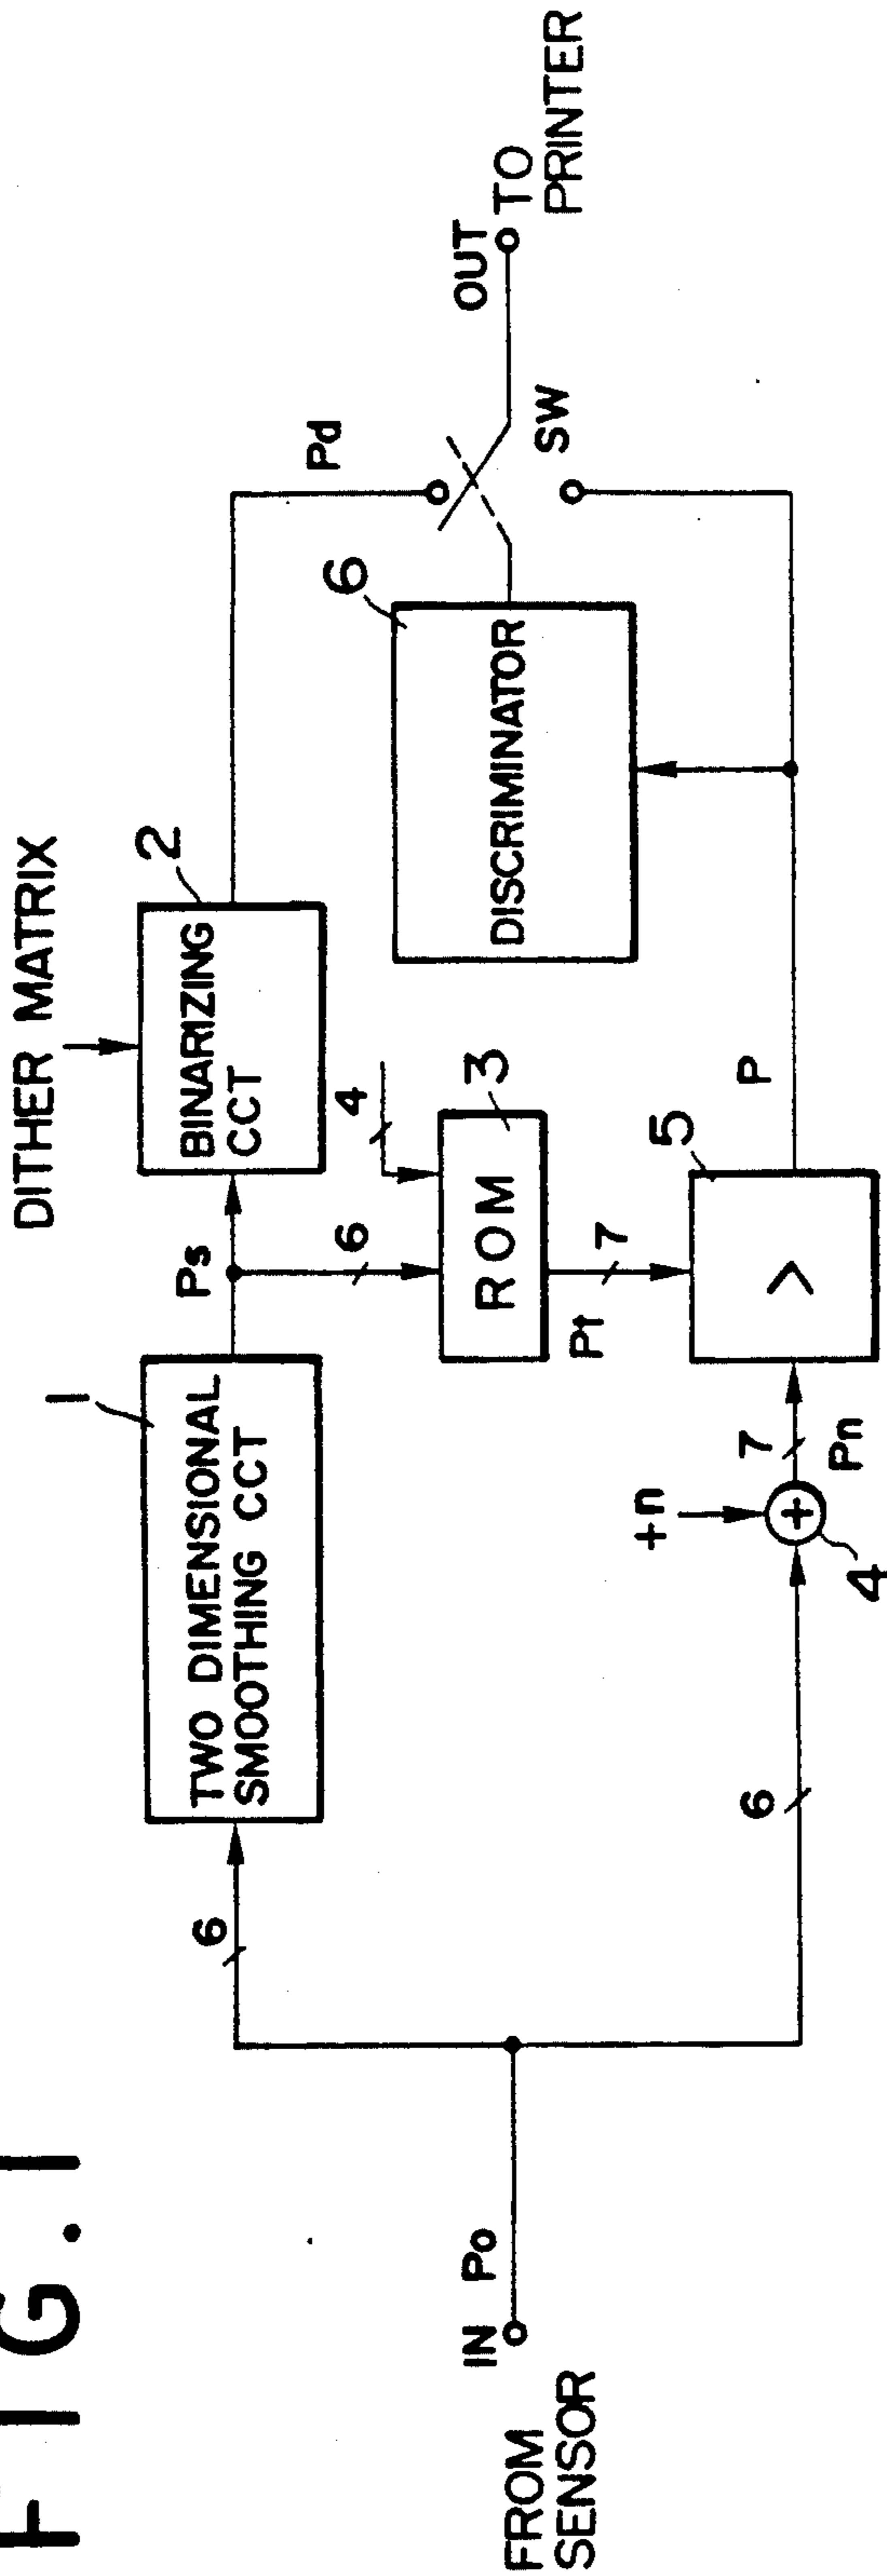 FIG. 1
DITHER MATRIX
1
2
6
TWO DIMENSIONAL
SMOOTHING CCT
Ps
BINARIZING
CCT
Pd
6
6
4
ROM
3
DISCRIMINATOR
6
OUT
TO
PRINTER
SW
IN
Po
FROM
SENSOR
Pt
7
+n
5
P
6
4
7
Pn
>
+